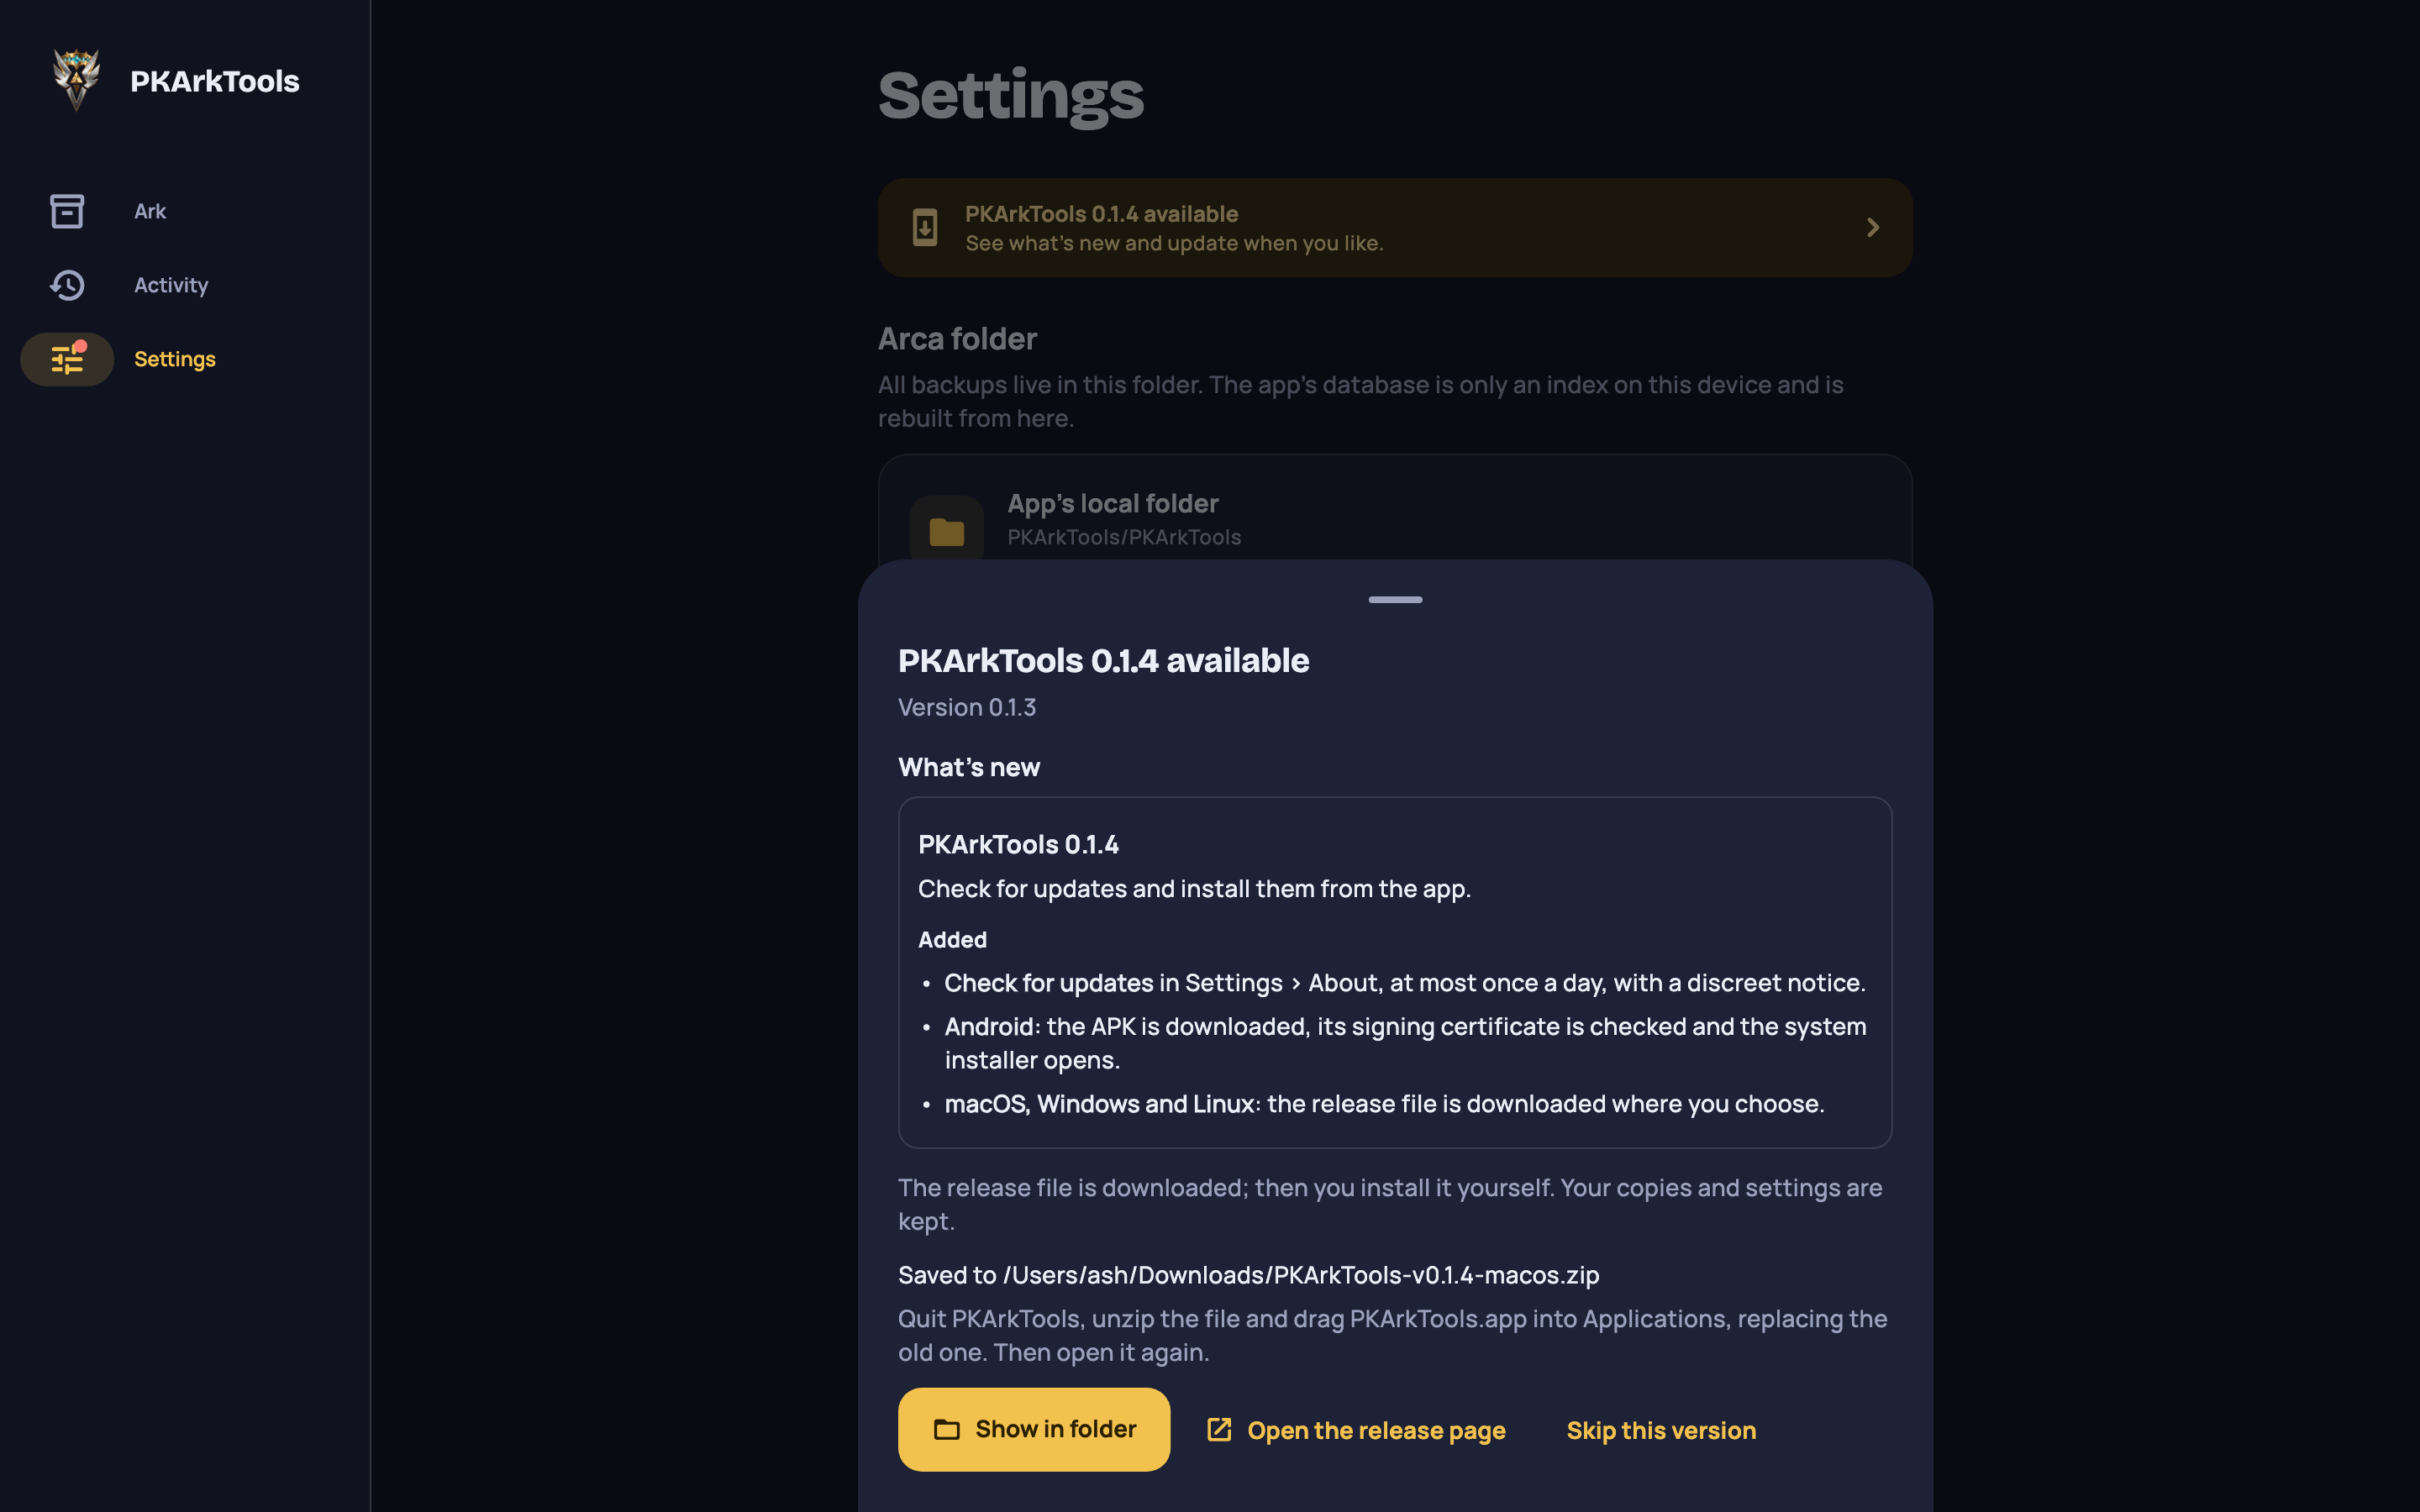 PKArkTools
Ark
Activity
Settings
Settings
PKArkTools 0.1.4 available
See what's new and update when you like.
Arca folder
All backups live in this folder. The app's database is only an index on this device and is
rebuilt from here.
App's local folder
PKArkTools/PKArkTools
PKArkTools 0.1.4 available
Version 0.1.3
What's new
PKArkTools 0.1.4
Check for updates and install them from the app.
Added
• Check for updates in Settings > About, at most once a day, with a discreet notice.
• Android: the APK is downloaded, its signing certificate is checked and the system
installer opens.
• macOS, Windows and Linux: the release file is downloaded where you choose.
The release file is downloaded; then you install it yourself. Your copies and settings are
kept.
Saved to /Users/ash/Downloads/PKArkTools-v0.1.4-macos.zip
Quit PKArkTools, unzip the file and drag PKArkTools.app into Applications, replacing the
old one. Then open it again.
Show in folder
Open the release page
Skip this version